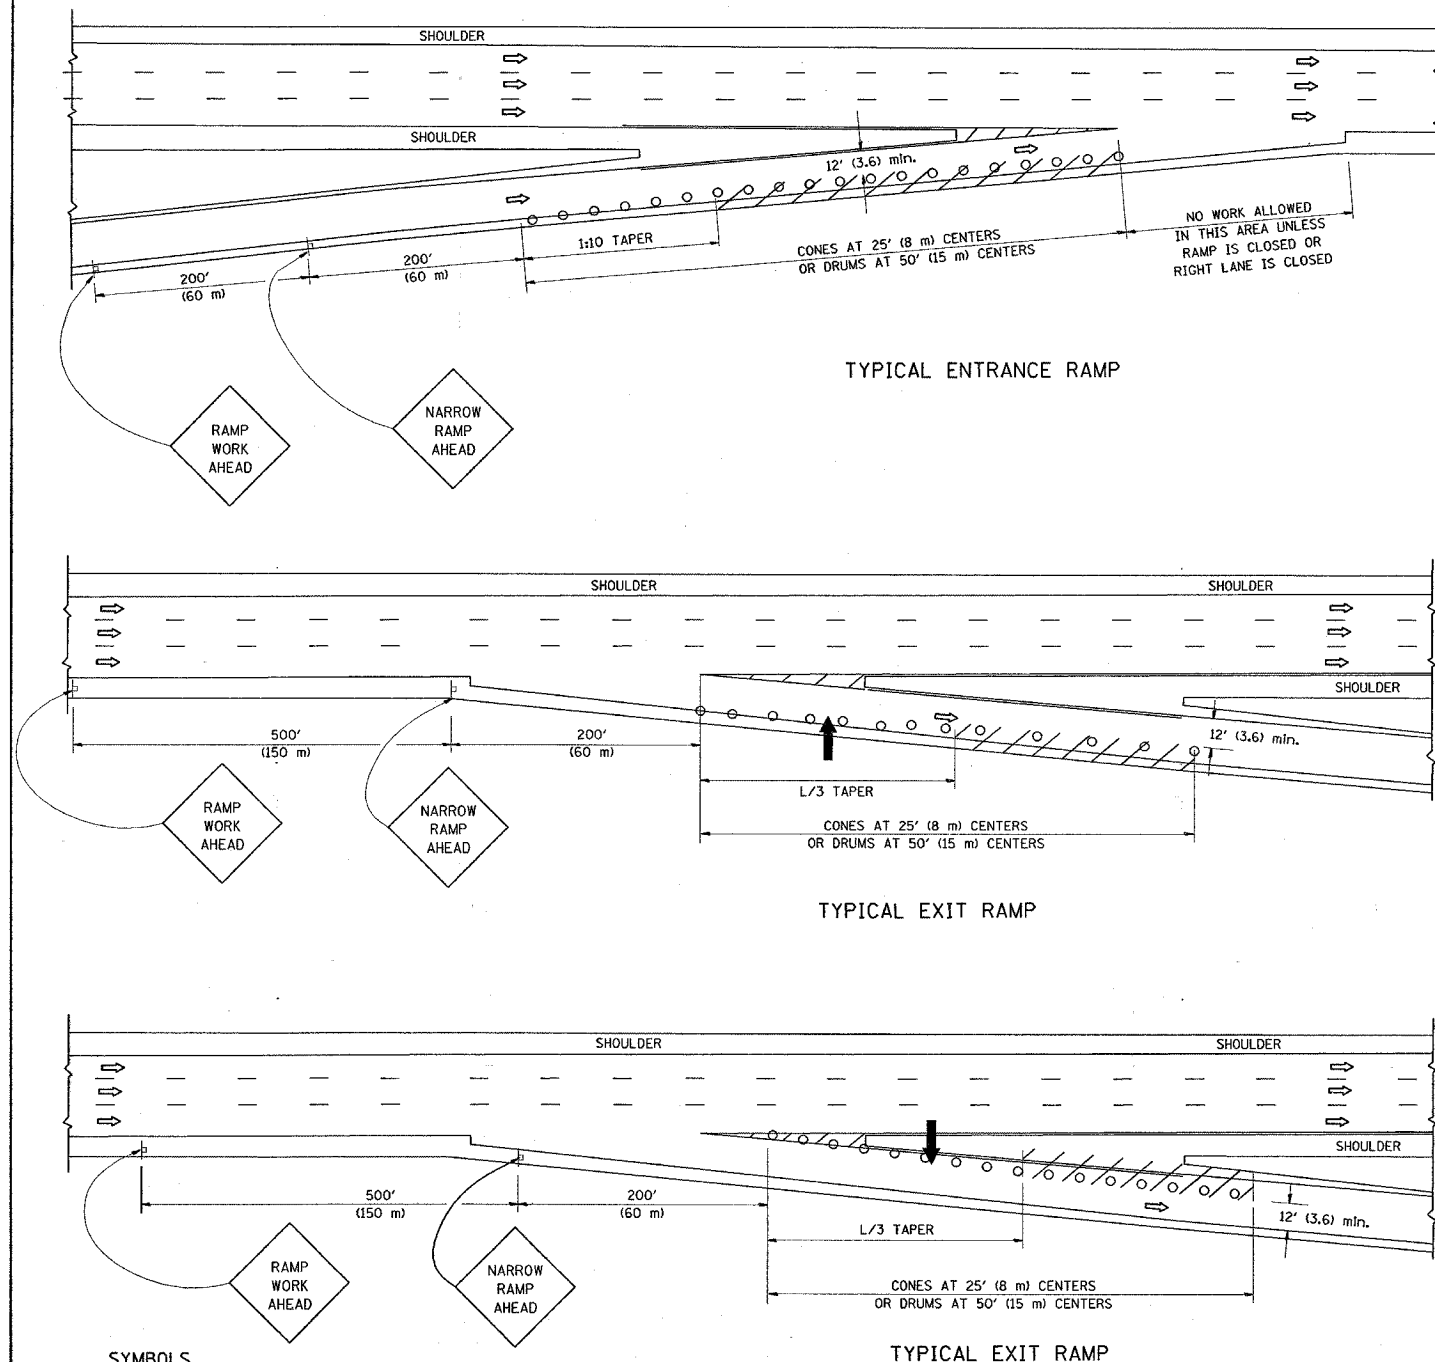 SHOULDER
SHOULDER
12' (3.6) min.
1:10 TAPER
200'
(60 m)
200'
(60 m)
CONES AT 25' (8 m) CENTERS
OR DRUMS AT 50' (15 m) CENTERS
NO WORK ALLOWED
IN THIS AREA UNLESS
RAMP IS CLOSED OR
RIGHT LANE IS CLOSED
TYPICAL ENTRANCE RAMP
RAMP
WORK
AHEAD
NARROW
RAMP
AHEAD
SHOULDER
SHOULDER
SHOULDER
12' (3.6) min.
500'
(150 m)
200'
(60 m)
L/3 TAPER
RAMP
WORK
AHEAD
NARROW
RAMP
AHEAD
CONES AT 25' (8 m) CENTERS
OR DRUMS AT 50' (15 m) CENTERS
TYPICAL EXIT RAMP
SHOULDER
SHOULDER
SHOULDER
500'
(150 m)
200'
(60 m)
12' (3.6) min.
L/3 TAPER
RAMP
WORK
AHEAD
NARROW
RAMP
AHEAD
CONES AT 25' (8 m) CENTERS
OR DRUMS AT 50' (15 m) CENTERS
TYPICAL EXIT RAMP
SYMBOLS